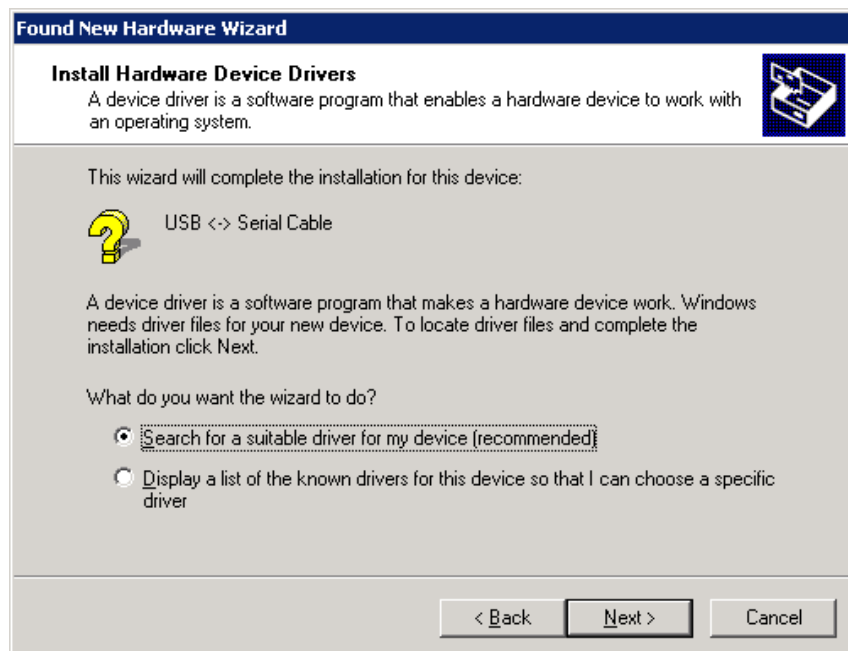 Found New Hardware Wizard
Install Hardware Device Drivers
A device driver is a software program that enables a hardware device to work with
an operating system.
This wizard will complete the installation for this device:
USB <-> Serial Cable
A device driver is a software program that makes a hardware device work. Windows
needs driver files for your new device. To locate driver files and complete the
installation click Next.
What do you want the wizard to do?
Search for a suitable driver for my device (recommended)
Display a list of the known drivers for this device so that I can choose a specific
driver
< Back Next > Cancel